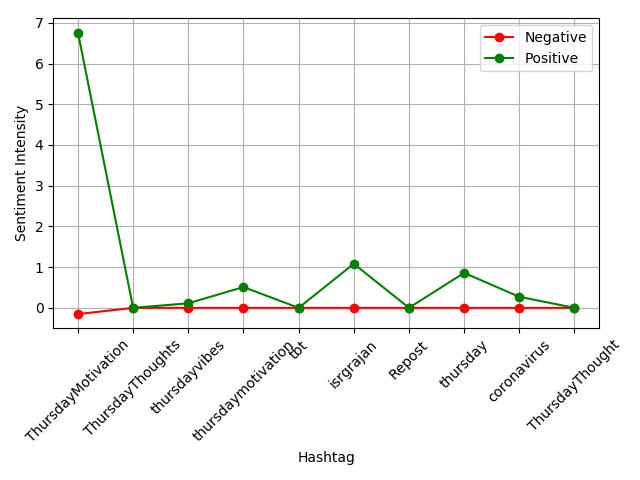 Negative
Positive
7
6
5
4
3
2
1
0
Sentiment Intensity
ThursdayMotivation
ThursdayThoughts
thursdayvibes
thursdaymotivation
tbt
isrgrajan
Repost
thursday
coronavirus
ThursdayThought
Hashtag